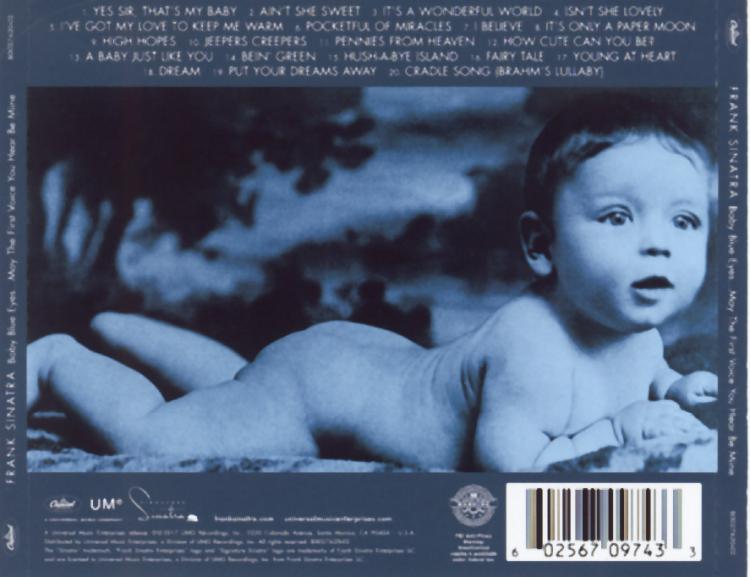 1. YES SIR, THAT'S MY BABY 2. AIN'T SHE SWEET 3. IT'S A WONDERFUL WORLD 4. ISN'T SHE LOVELY
5. I'VE GOT MY LOVE TO KEEP ME WARM 6. POCKETFUL OF MIRACLES 7. I BELIEVE 8. IT'S ONLY A PAPER MOON
9. HIGH HOPES 10. JEEPERS CREEPERS 11. PENNIES FROM HEAVEN 12. HOW CUTE CAN YOU BE?
13. A BABY JUST LIKE YOU 14. BEIN' GREEN 15. HUSH-A-BYE ISLAND 16. FAIRY TALE 17. YOUNG AT HEART
18. DREAM 19. PUT YOUR DREAMS AWAY 20. CRADLE SONG (BRAHM'S LULLABY)
FRANK SINATRA Baby Blue Eyes ...May The First Voice You Hear Be Mine
FRANK SINATRA Baby Blue Eyes ...May The First Voice You Hear Be Mine
Capitol
UMe
Sinatra
franksinatra.com universalmusicenterprises.com
6 02567 09743 3